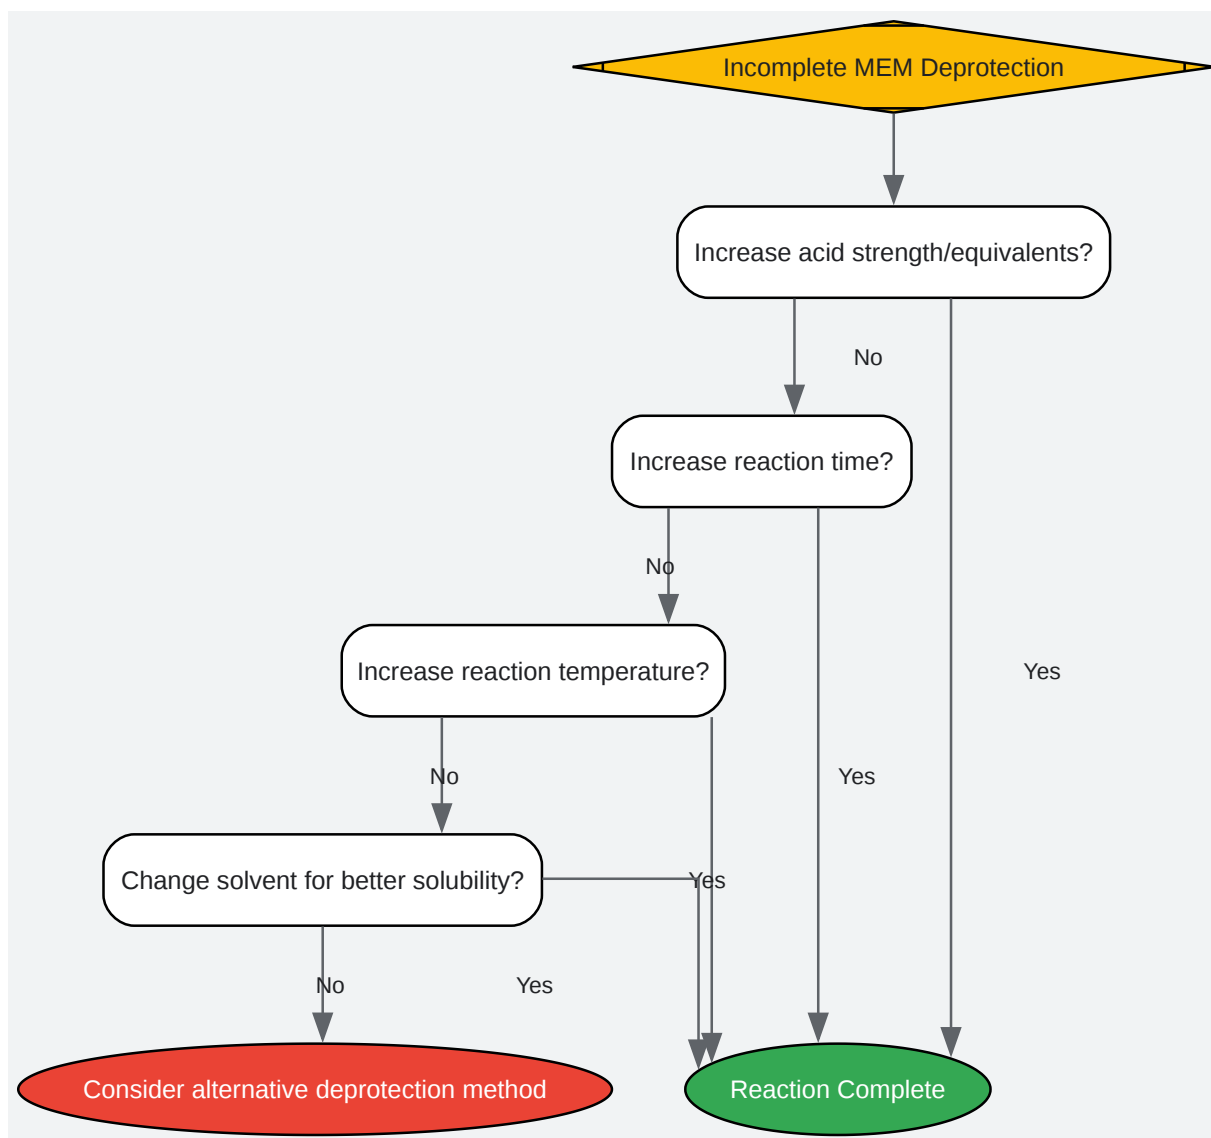 Incomplete MEM Deprotection
Increase acid strength/equivalents?
No
Increase reaction time?
No
Increase reaction temperature?
Yes
No
Yes
Change solvent for better solubility?
Yes
No
Yes
Consider alternative deprotection method
Reaction Complete